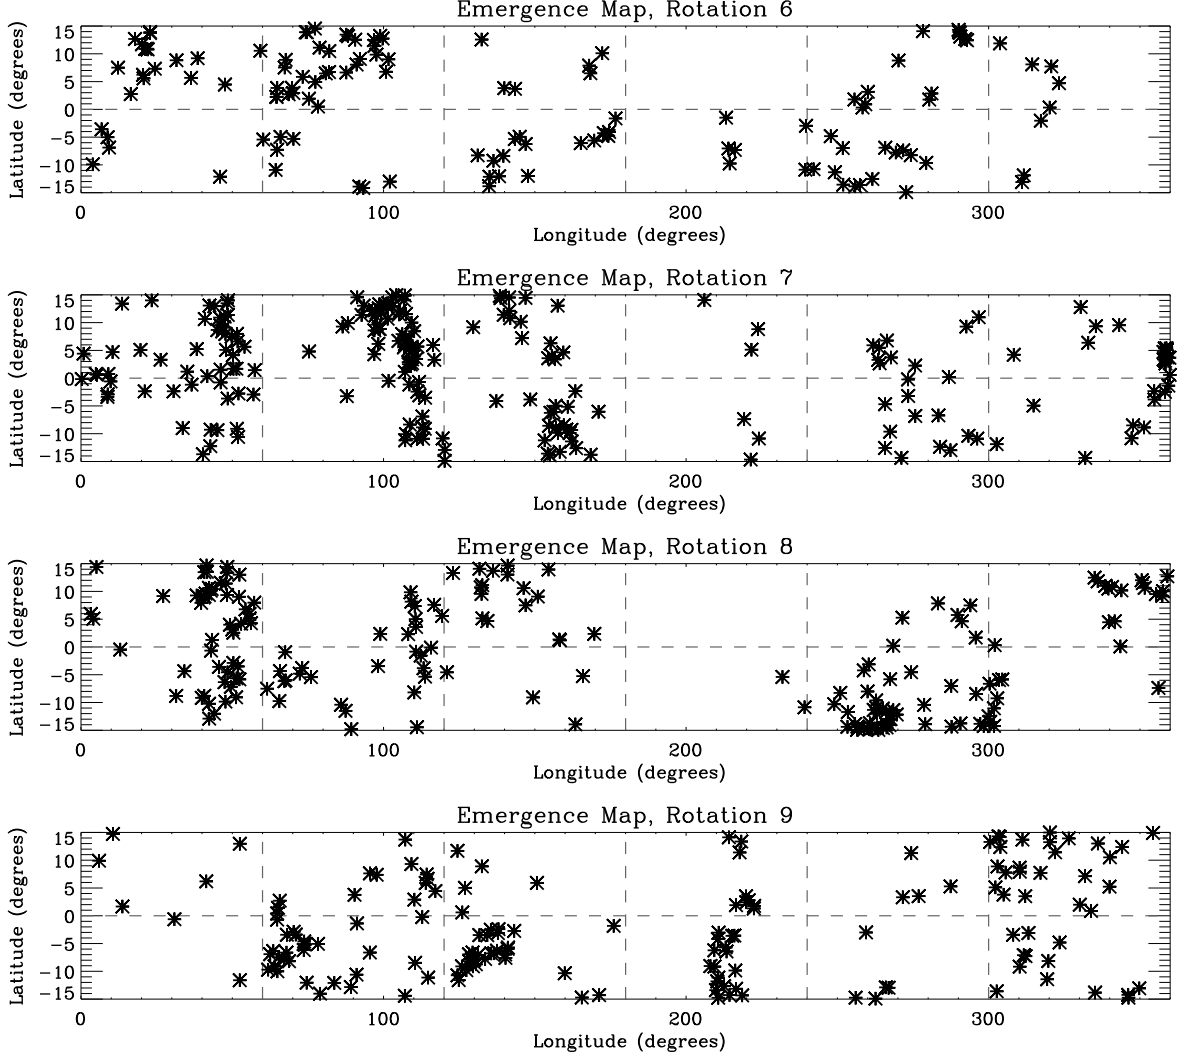 Emergence Map, Rotation 6
Latitude (degrees)
15
10
5
0
−5
−10
−15
0 100 200 300
Longitude (degrees)
Emergence Map, Rotation 7
Latitude (degrees)
15
10
5
0
−5
−10
−15
0 100 200 300
Longitude (degrees)
Emergence Map, Rotation 8
Latitude (degrees)
15
10
5
0
−5
−10
−15
0 100 200 300
Longitude (degrees)
Emergence Map, Rotation 9
Latitude (degrees)
15
10
5
0
−5
−10
−15
0 100 200 300
Longitude (degrees)